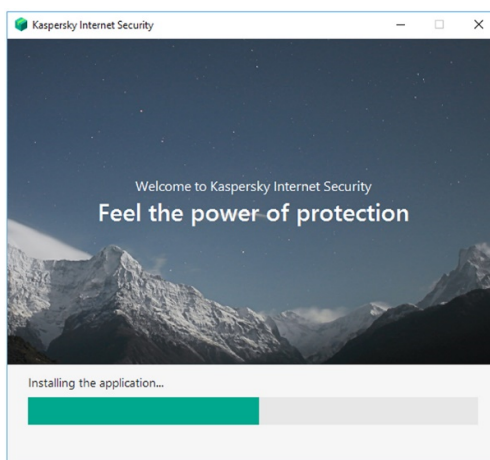 Kaspersky Internet Security
Welcome to Kaspersky Internet Security
Feel the power of protection
Installing the application...